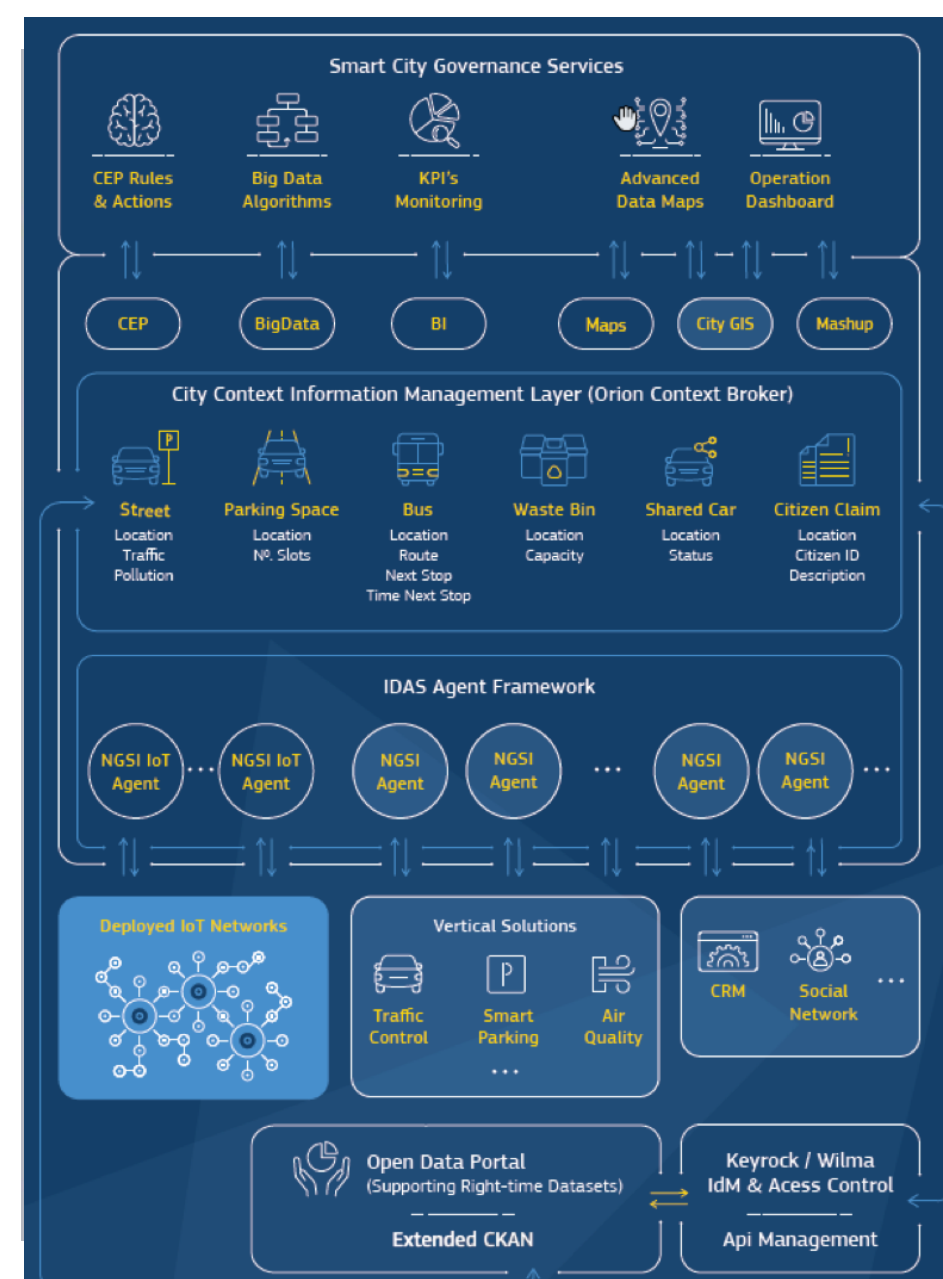 Smart City Governance Services
CEP Rules
& Actions
Big Data
Algorithms
KPI's
Monitoring
Advanced
Data Maps
Operation
Dashboard
CEP
BigData
BI
Maps
City GIS
Mashup
City Context Information Management Layer (Orion Context Broker)
P
Street
Location
Traffic
Pollution
Parking Space
Location
Nº. Slots
Bus
Location
Route
Next Stop
Time Next Stop
Waste Bin
Location
Capacity
Shared Car
Location
Status
Citizen Claim
Location
Citizen ID
Description
IDAS Agent Framework
NGSI IoT
Agent
...
NGSI IoT
Agent
NGSI
Agent
NGSI
Agent
...
NGSI
Agent
NGSI
Agent
...
Deployed IoT Networks
Vertical Solutions
Traffic
Control
P
Smart
Parking
Air
Quality
...
CRM
Social
Network
...
Open Data Portal
(Supporting Right-time Datasets)
Extended CKAN
Keyrock / Wilma
IdM & Acess Control
Api Management